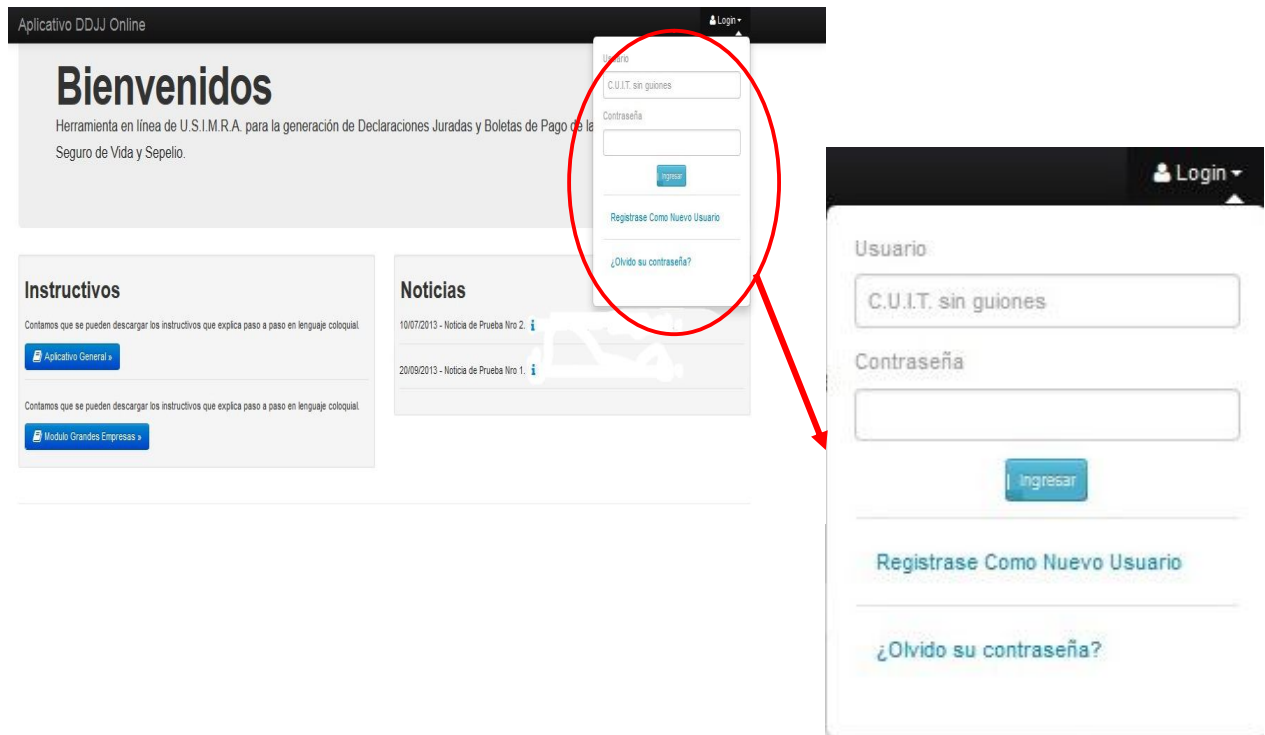 Aplicativo DDJJ Online
Login
Bienvenidos
Herramienta en línea de U.S.I.M.R.A. para la generación de Declaraciones Juradas y Boletas de Pago de la
Seguro de Vida y Sepelio.
Usuario
C.U.I.T. sin guiones
Contraseña
Ingresar
Registrase Como Nuevo Usuario
¿Olvido su contraseña?
Instructivos
Contamos que se pueden descargar los instructivos que explica paso a paso en lenguaje coloquial.
Aplicativo General »
Contamos que se pueden descargar los instructivos que explica paso a paso en lenguaje coloquial.
Modulo Grandes Empresas »
Noticias
10/07/2013 - Noticia de Prueba Nro 2. i
20/09/2013 - Noticia de Prueba Nro 1. i
Login
Usuario
C.U.I.T. sin guiones
Contraseña
Ingresar
Registrase Como Nuevo Usuario
¿Olvido su contraseña?